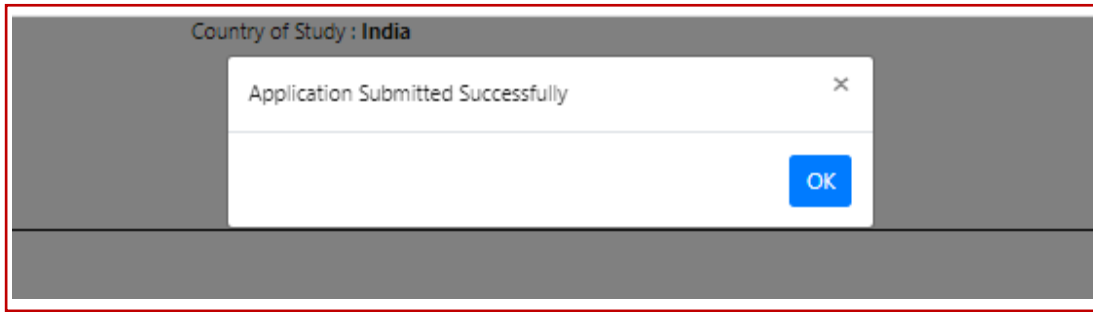 Country of Study : India
Application Submitted Successfully ×
OK